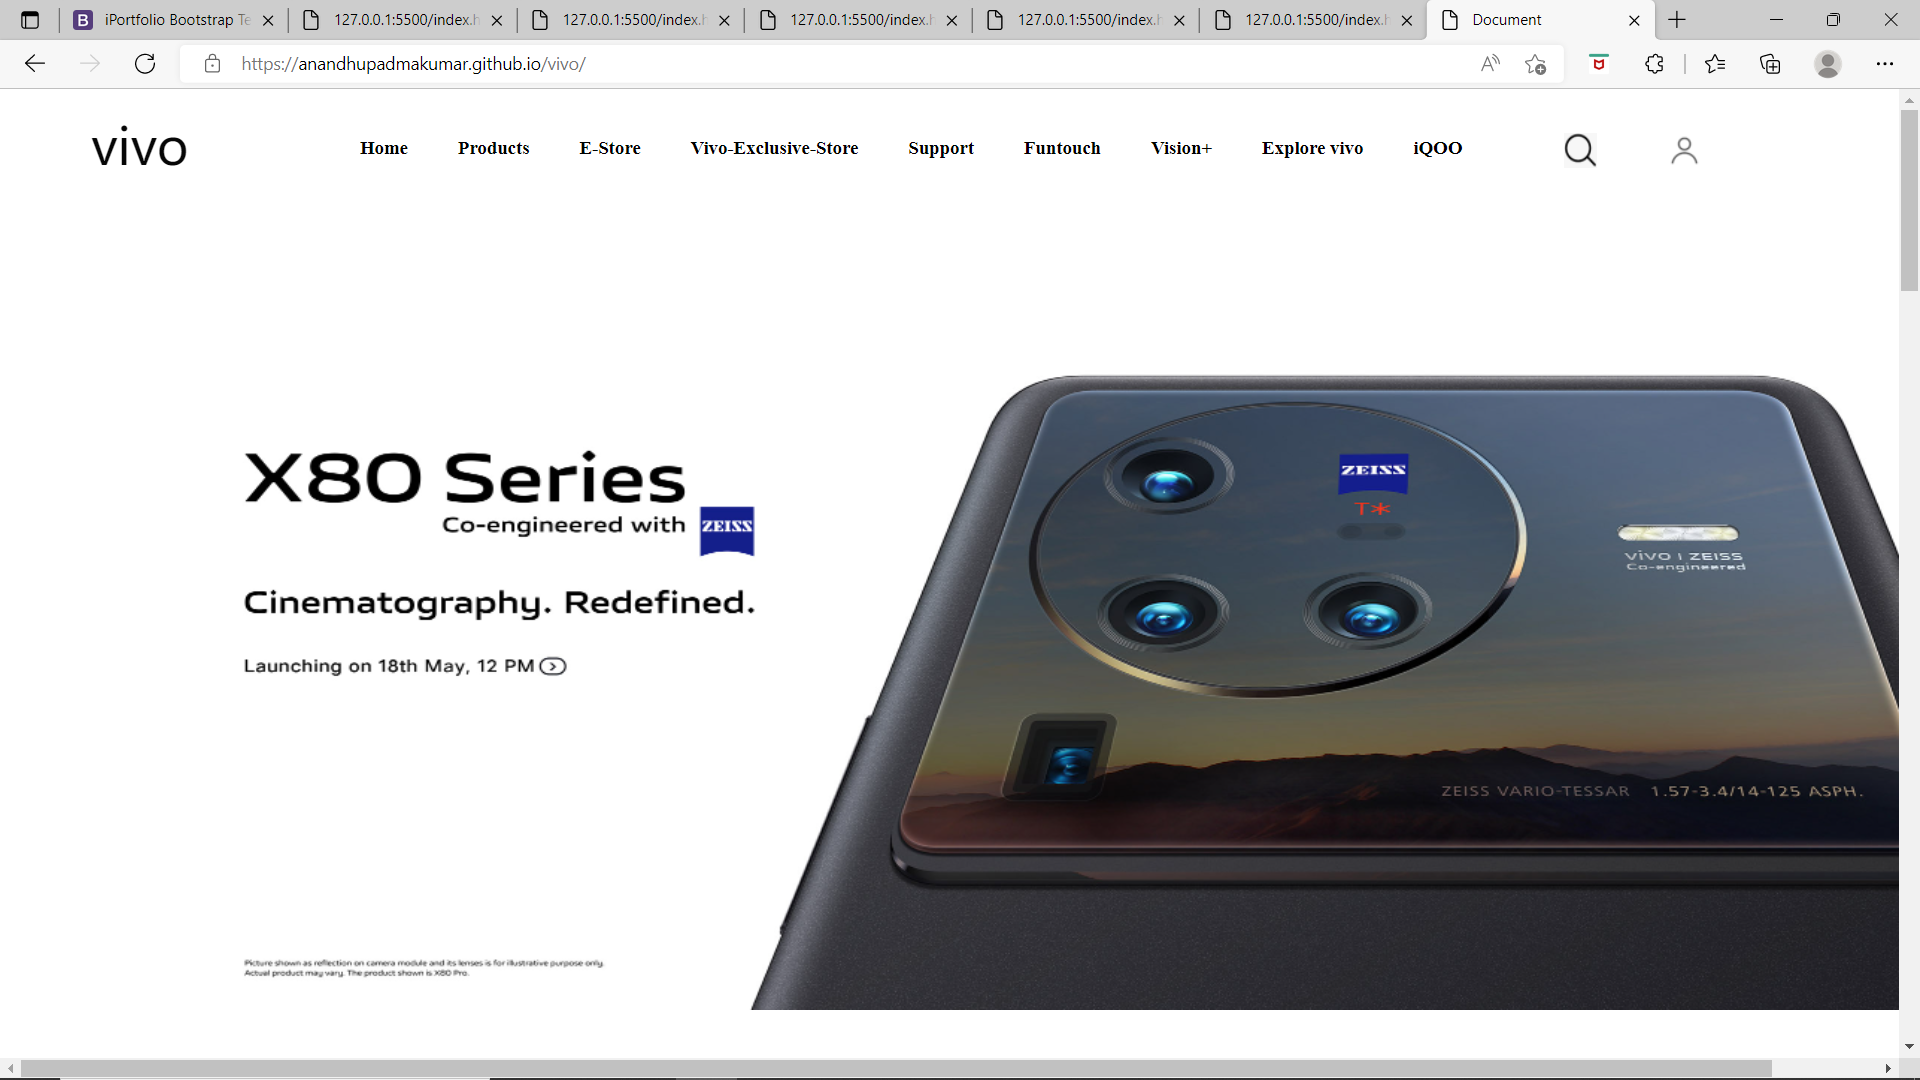 iPortfolio Bootstrap Te
127.0.0.1:5500/index.h
127.0.0.1:5500/index.h
127.0.0.1:5500/index.h
127.0.0.1:5500/index.h
127.0.0.1:5500/index.h
Document
https://anandhupadmakumar.github.io/vivo/
vivo
Home Products E-Store Vivo-Exclusive-Store Support Funtouch Vision+ Explore vivo iQOO
X80 Series
Co-engineered with ZEISS
Cinematography. Redefined.
Launching on 18th May, 12 PM
ZEISS
T*
vivo | ZEISS
Co-engineered
ZEISS VARIO-TESSAR 1.57-3.4/14-125 ASPH.
Picture shown as reflection on camera module and its lenses is for illustrative purpose only.
Actual product may vary. The product shown is X80 Pro.